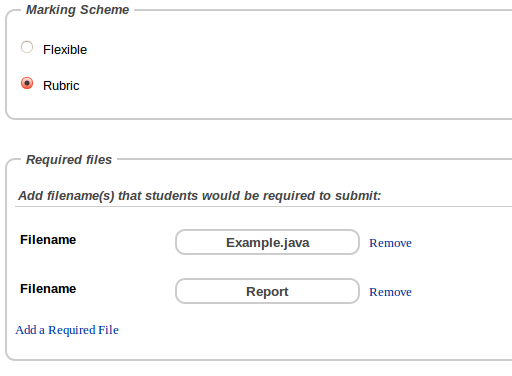 Marking Scheme
Flexible
Rubric
Required files
Add filename(s) that students would be required to submit:
Filename Example.java Remove
Filename Report Remove
Add a Required File